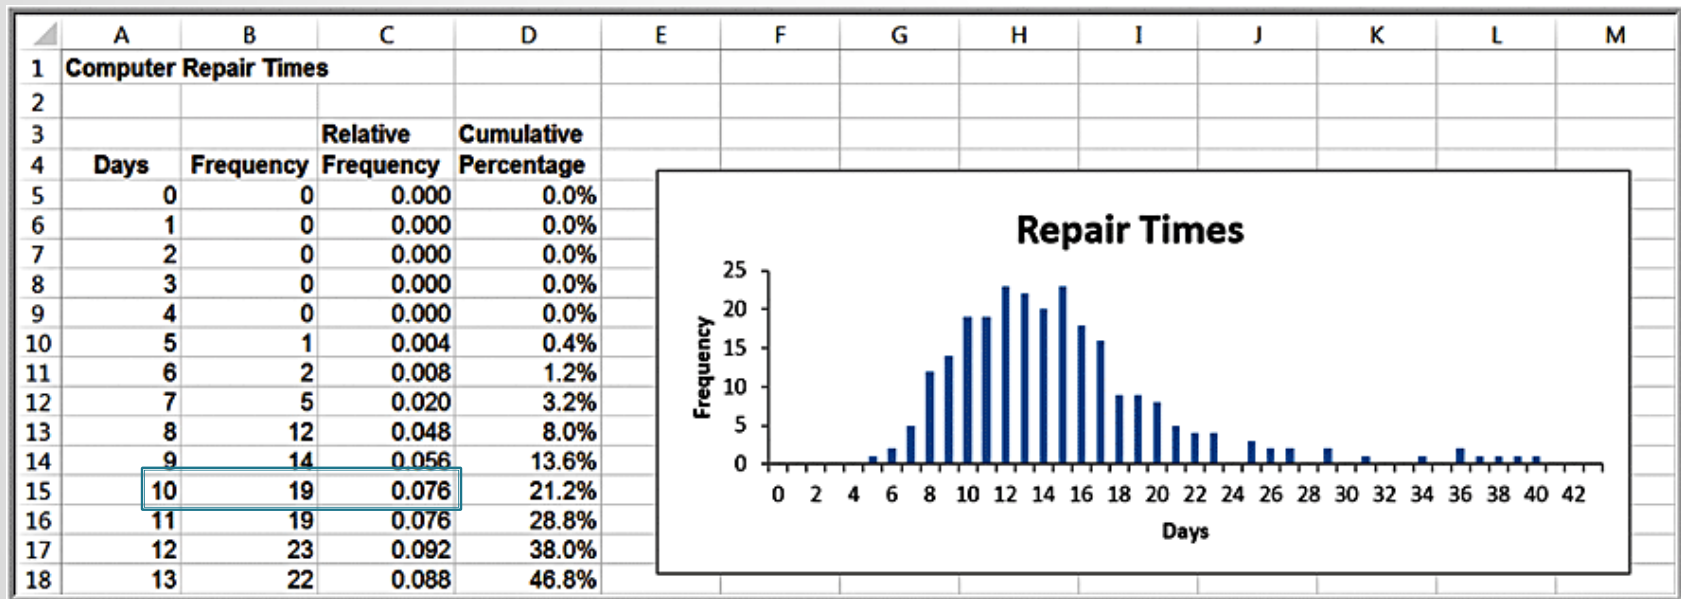 A B C D E F G H I J K L M
1 Computer Repair Times
2
3 Relative Cumulative
4 Days Frequency Frequency Percentage
5 0 0 0.000 0.0%
6 1 0 0.000 0.0%
7 2 0 0.000 0.0%
8 3 0 0.000 0.0%
9 4 0 0.000 0.0%
10 5 1 0.004 0.4%
11 6 2 0.008 1.2%
12 7 5 0.020 3.2%
13 8 12 0.048 8.0%
14 9 14 0.056 13.6%
15 10 19 0.076 21.2%
16 11 19 0.076 28.8%
17 12 23 0.092 38.0%
18 13 22 0.088 46.8%
Repair Times
Frequency
25
20
15
10
5
0
0 2 4 6 8 10 12 14 16 18 20 22 24 26 28 30 32 34 36 38 40 42
Days